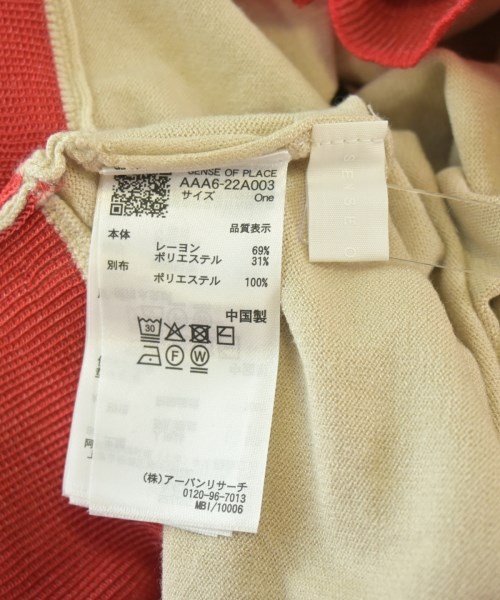 SENSE OF PLACE
AAA6-22A003
サイズ One
品質表示
本体
レーヨン 69%
ポリエステル 31%
別布
ポリエステル 100%
中国製
30
F W
(株)アーバンリサーチ
0120-96-7013
MBI/10006